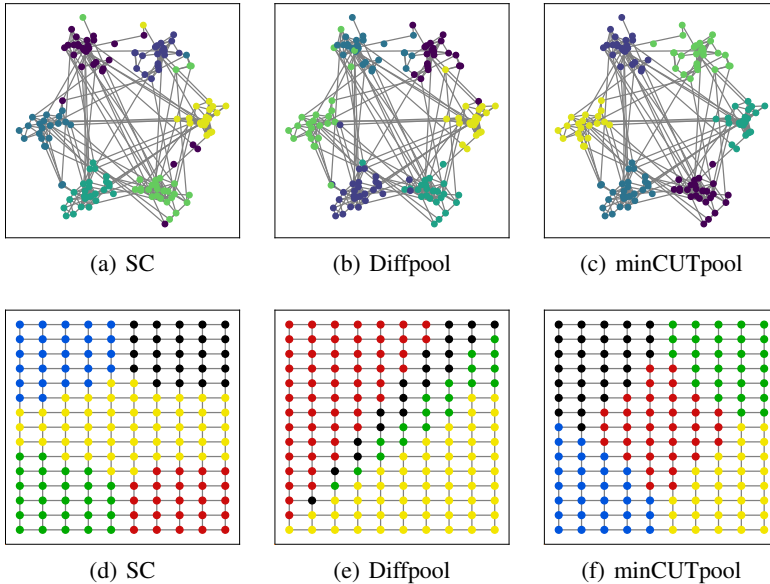 (a) SC
(b) Diffpool
(c) minCUTpool
(d) SC
(e) Diffpool
(f) minCUTpool